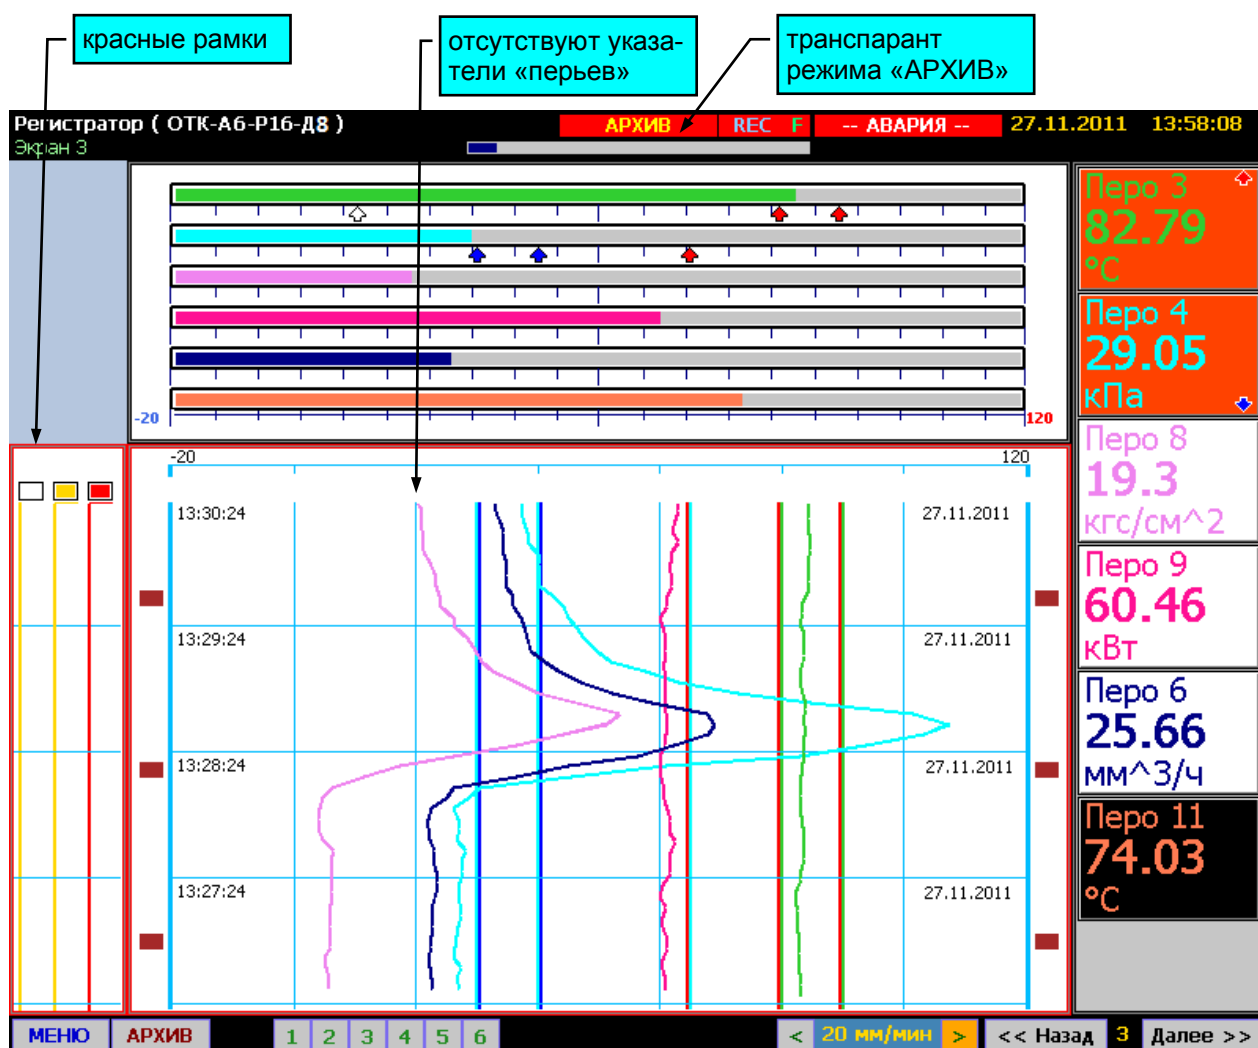 красные рамки
отсутствуют указа-
тели «перьев»
транспарант
режима «АРХИВ»
Регистратор ( ОТК-А6-Р16-Д8 )
АРХИВ
REC F
-- АВАРИЯ --
27.11.2011 13:58:08
Экран 3
-20
120
Перо 3
82.79
°C
Перо 4
29.05
кПа
Перо 8
19.3
кгс/см^2
Перо 9
60.46
кВт
Перо 6
25.66
мм^3/ч
Перо 11
74.03
°C
-20 120
13:30:24 27.11.2011
13:29:24 27.11.2011
13:28:24 27.11.2011
13:27:24 27.11.2011
МЕНЮ АРХИВ 1 2 3 4 5 6 < 20 мм/мин > << Назад 3 Далее >>